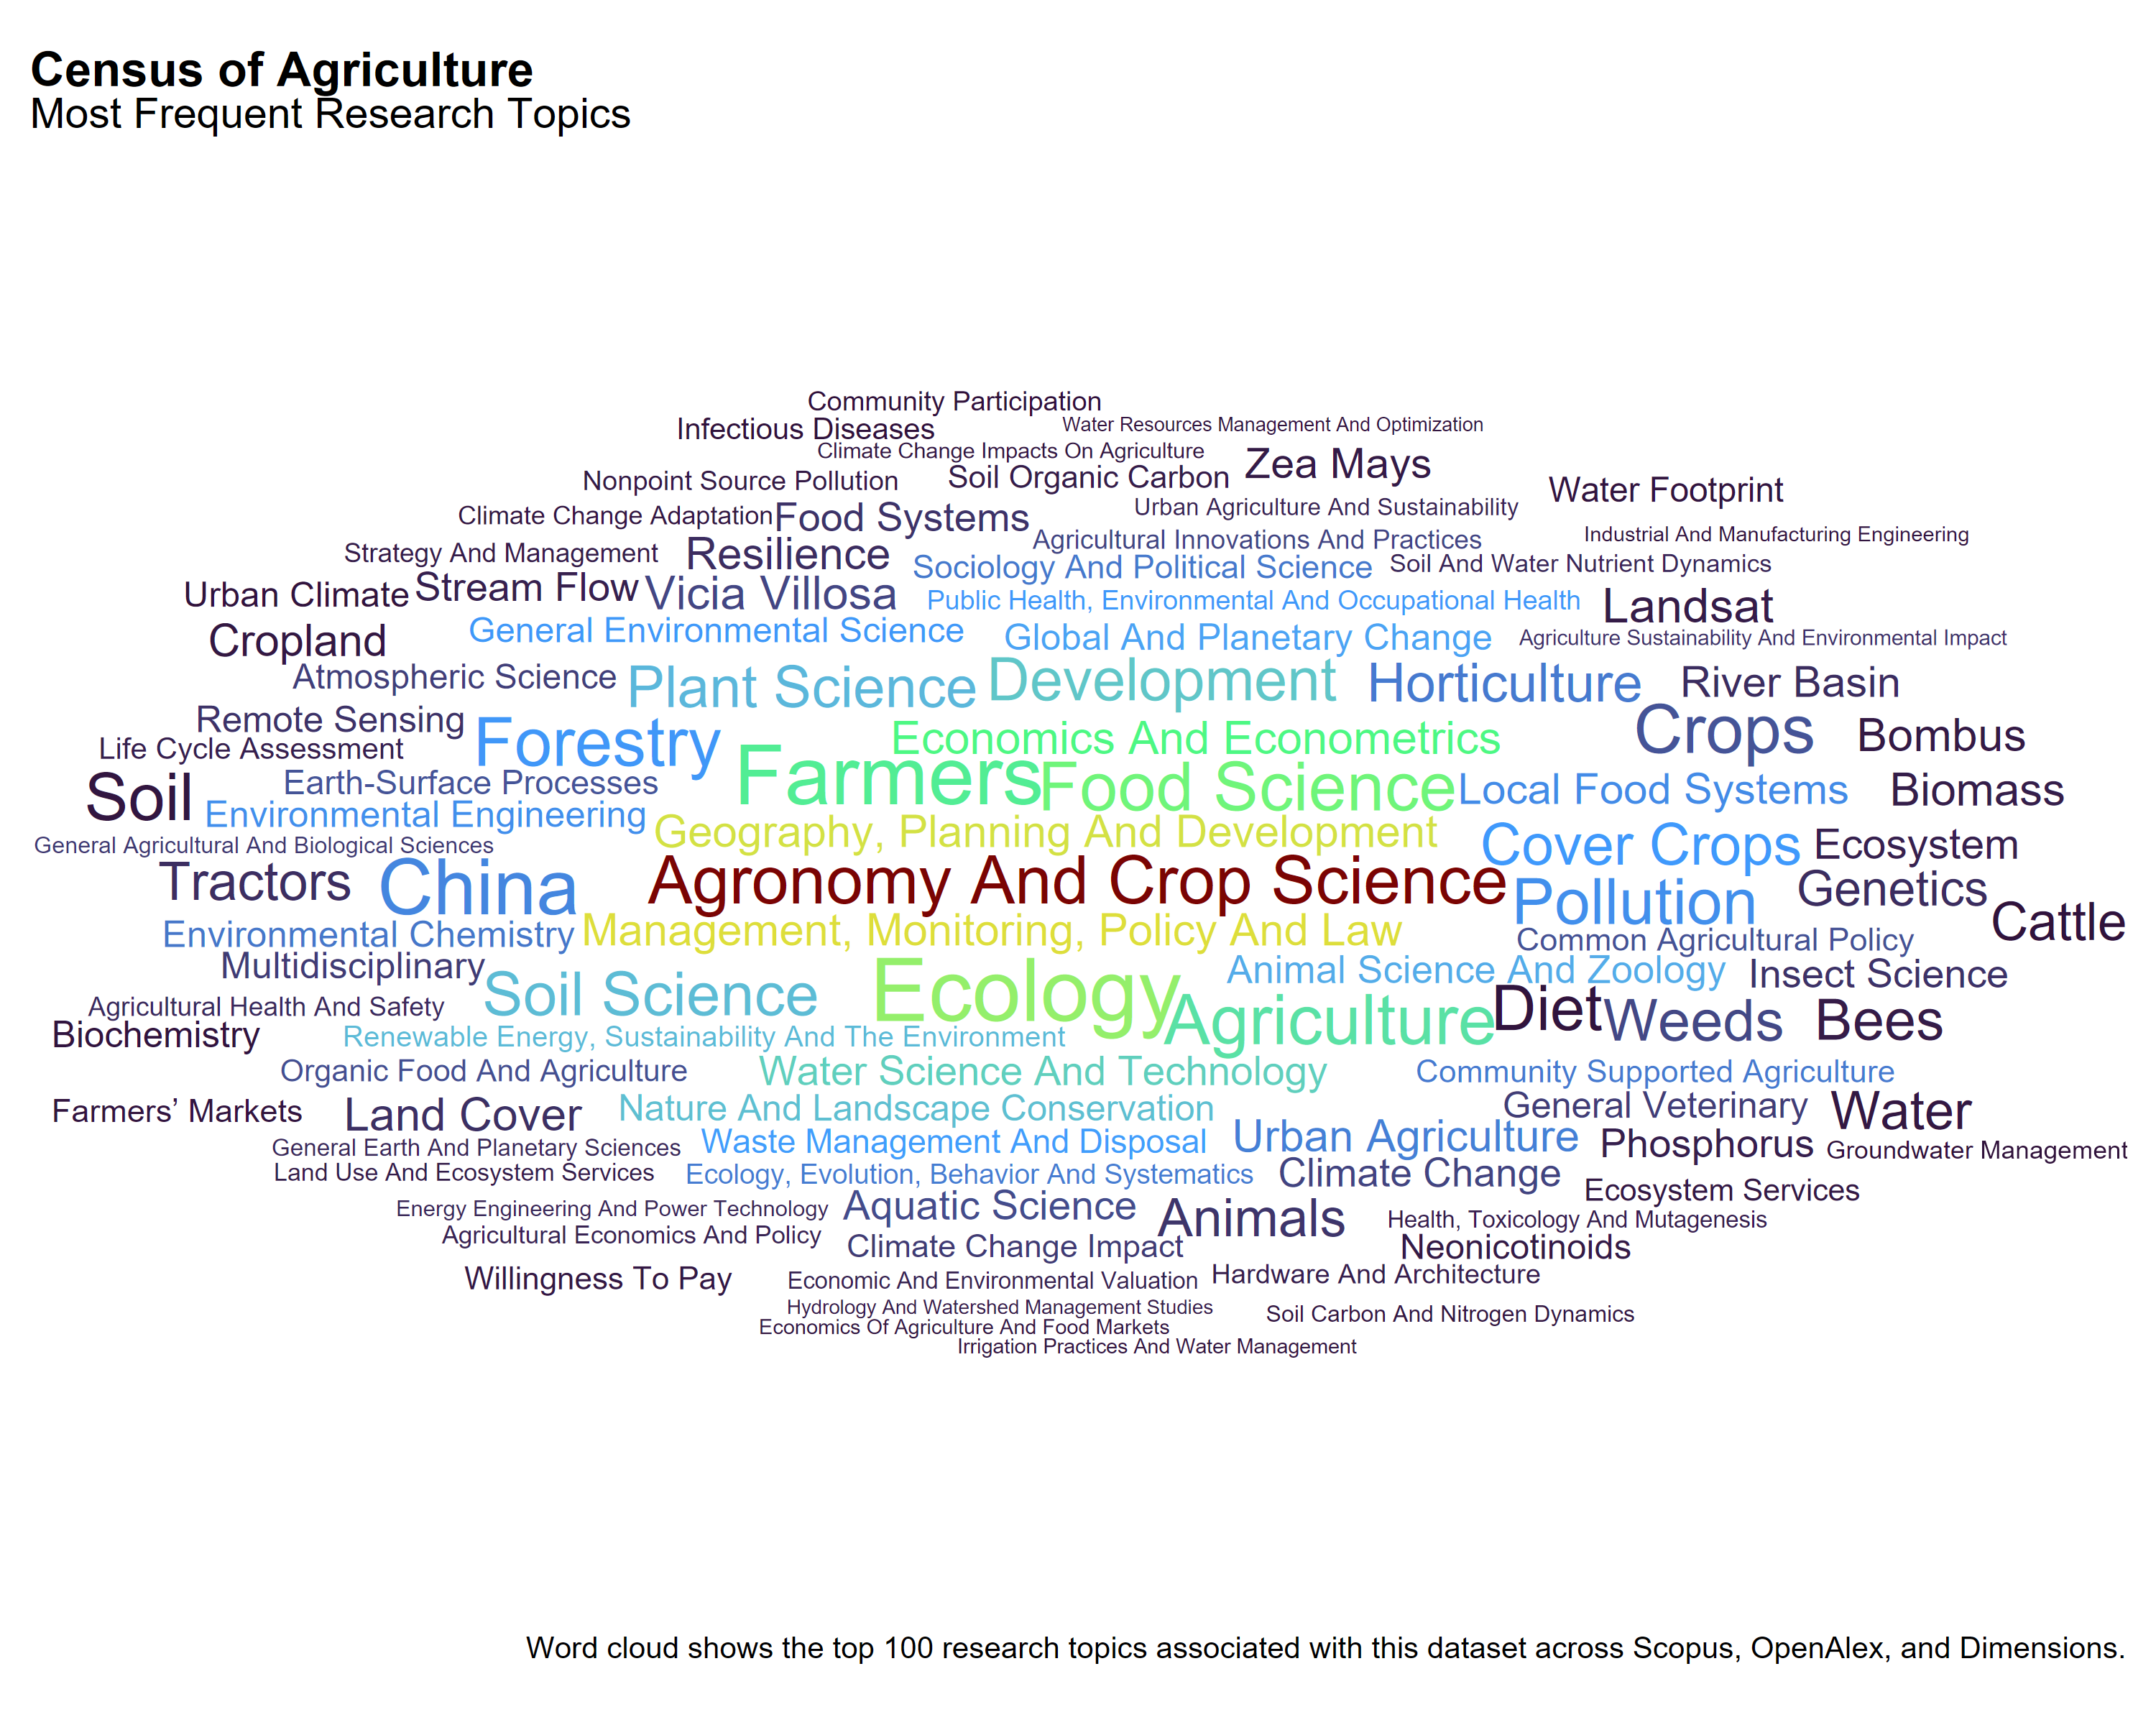 Census of Agriculture
Most Frequent Research Topics
Community Participation
Infectious Diseases
Water Resources Management And Optimization
Climate Change Impacts On Agriculture
Zea Mays
Nonpoint Source Pollution
Soil Organic Carbon
Water Footprint
Climate Change Adaptation
Food Systems
Urban Agriculture And Sustainability
Agricultural Innovations And Practices
Industrial And Manufacturing Engineering
Strategy And Management
Resilience
Sociology And Political Science
Soil And Water Nutrient Dynamics
Urban Climate
Stream Flow
Vicia Villosa
Public Health, Environmental And Occupational Health
Landsat
Cropland
General Environmental Science
Global And Planetary Change
Agriculture Sustainability And Environmental Impact
Atmospheric Science
Plant Science
Development
Horticulture
River Basin
Remote Sensing
Forestry
Economics And Econometrics
Crops
Bombus
Life Cycle Assessment
Soil
Earth-Surface Processes
Farmers
Food Science
Local Food Systems
Biomass
Environmental Engineering
Geography, Planning And Development
Cover Crops
Ecosystem
General Agricultural And Biological Sciences
Tractors
China
Agronomy And Crop Science
Pollution
Genetics
Cattle
Environmental Chemistry
Management, Monitoring, Policy And Law
Common Agricultural Policy
Multidisciplinary
Animal Science And Zoology
Insect Science
Agricultural Health And Safety
Soil Science
Ecology
Agriculture
Diet
Weeds
Bees
Biochemistry
Renewable Energy, Sustainability And The Environment
Organic Food And Agriculture
Water Science And Technology
Community Supported Agriculture
Farmers’ Markets
Land Cover
Nature And Landscape Conservation
General Veterinary
Water
General Earth And Planetary Sciences
Waste Management And Disposal
Urban Agriculture
Phosphorus
Groundwater Management
Land Use And Ecosystem Services
Ecology, Evolution, Behavior And Systematics
Climate Change
Ecosystem Services
Energy Engineering And Power Technology
Aquatic Science
Animals
Health, Toxicology And Mutagenesis
Agricultural Economics And Policy
Climate Change Impact
Neonicotinoids
Willingness To Pay
Economic And Environmental Valuation
Hardware And Architecture
Hydrology And Watershed Management Studies
Soil Carbon And Nitrogen Dynamics
Economics Of Agriculture And Food Markets
Irrigation Practices And Water Management
Word cloud shows the top 100 research topics associated with this dataset across Scopus, OpenAlex, and Dimensions.